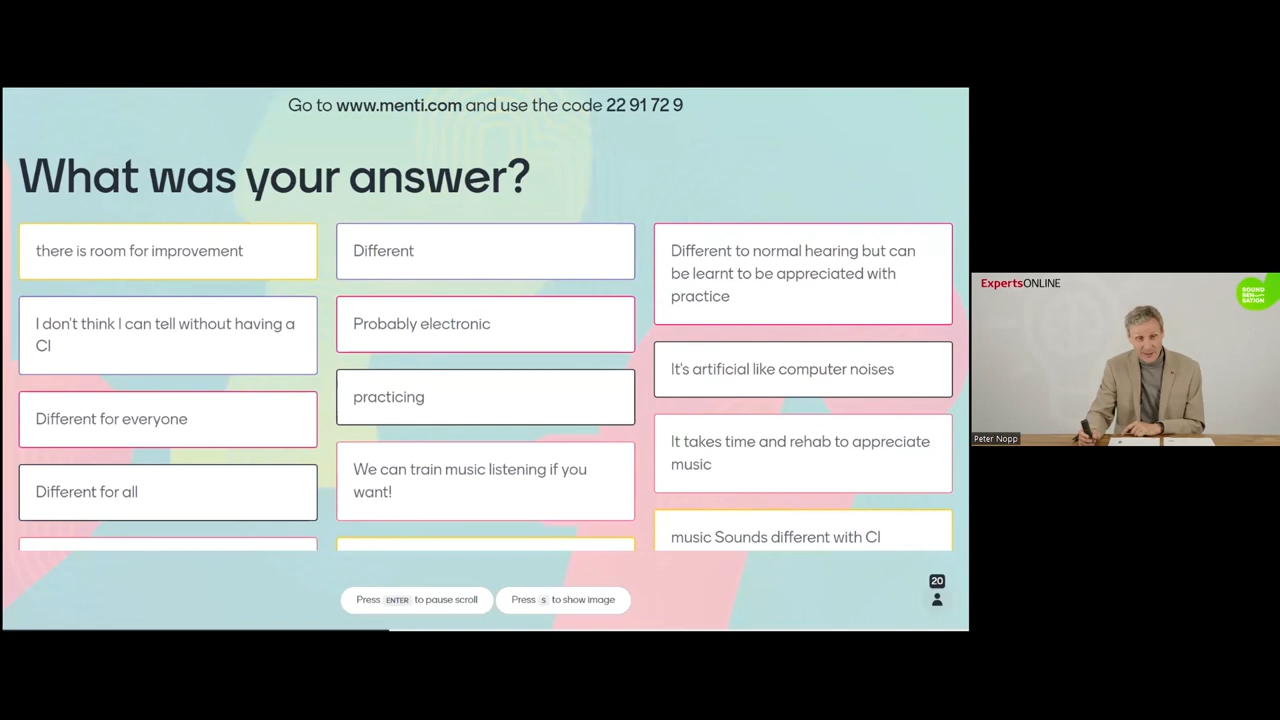 Go to www.menti.com and use the code 22 91 72 9
What was your answer?
there is room for improvement
I don't think I can tell without having a
CI
Different for everyone
Different for all
Different
Probably electronic
practicing
We can train music listening if you
want!
Different to normal hearing but can
be learnt to be appreciated with
practice
It's artificial like computer noises
It takes time and rehab to appreciate
music
music Sounds different with CI
Press ENTER to pause scroll
Press S to show image
20
ExpertsONLINE
SOUND
SEN
SATION
Peter Nopp